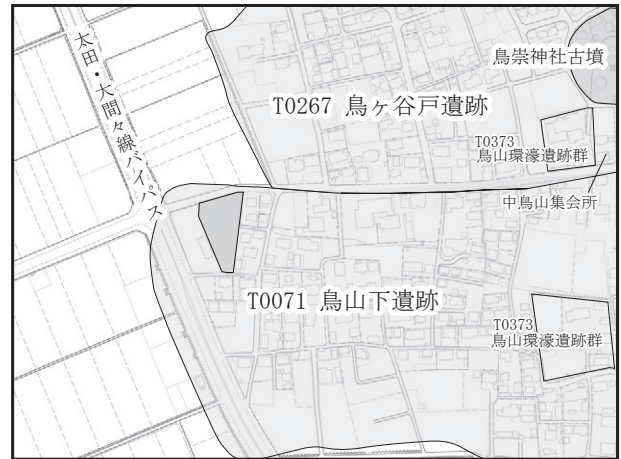 太田・大間々線バイパス
鳥崇神社古墳
T0267 鳥ヶ谷戸遺跡
T0373
鳥山環濠遺跡群
中鳥山集会所
T0071 鳥山下遺跡
T0373
鳥山環濠遺跡群